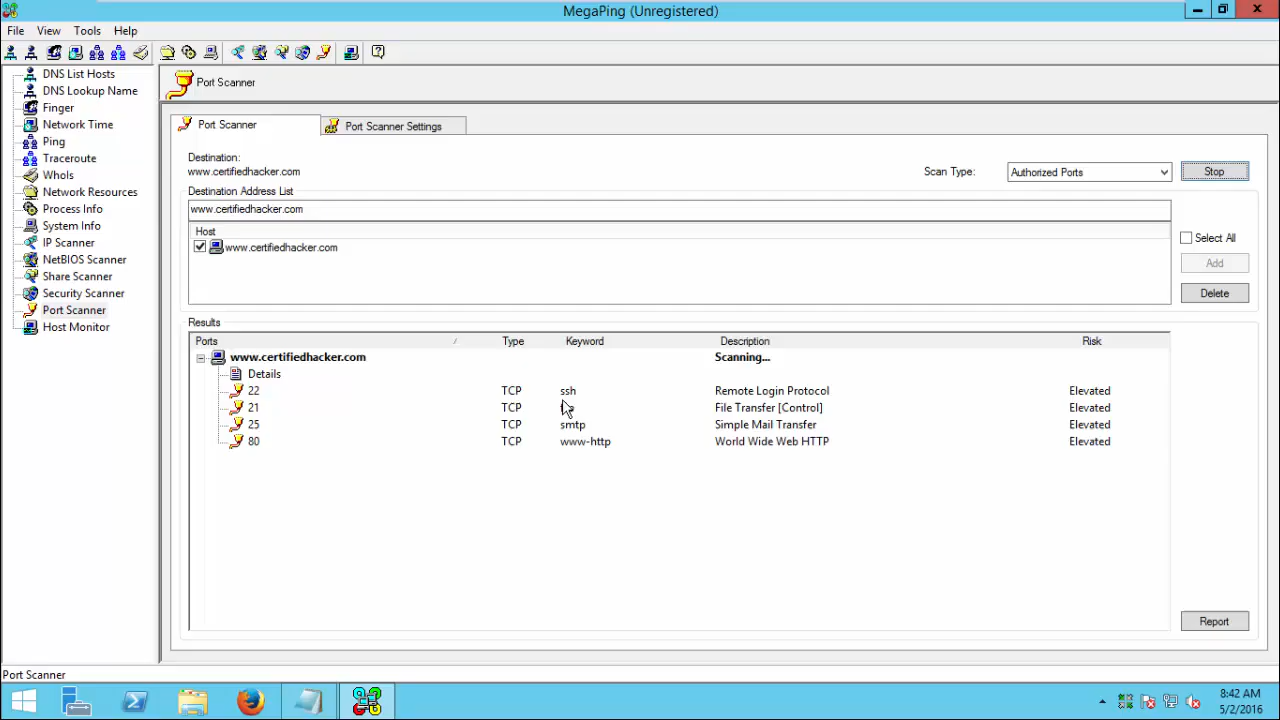 MegaPing (Unregistered)
File View Tools Help
DNS List Hosts
DNS Lookup Name
Finger
Network Time
Ping
Traceroute
WhoIs
Network Resources
Process Info
System Info
IP Scanner
NetBIOS Scanner
Share Scanner
Security Scanner
Port Scanner
Host Monitor
Port Scanner
Port Scanner Port Scanner Settings
Destination:
www.certifiedhacker.com
Scan Type: Authorized Ports Stop
Destination Address List
www.certifiedhacker.com
Host
www.certifiedhacker.com
Select All
Add
Delete
Results
Ports Type Keyword Description Risk
www.certifiedhacker.com Scanning...
Details
22 TCP ssh Remote Login Protocol Elevated
21 TCP File Transfer [Control] Elevated
25 TCP smtp Simple Mail Transfer Elevated
80 TCP www-http World Wide Web HTTP Elevated
Report
Port Scanner
8:42 AM
5/2/2016